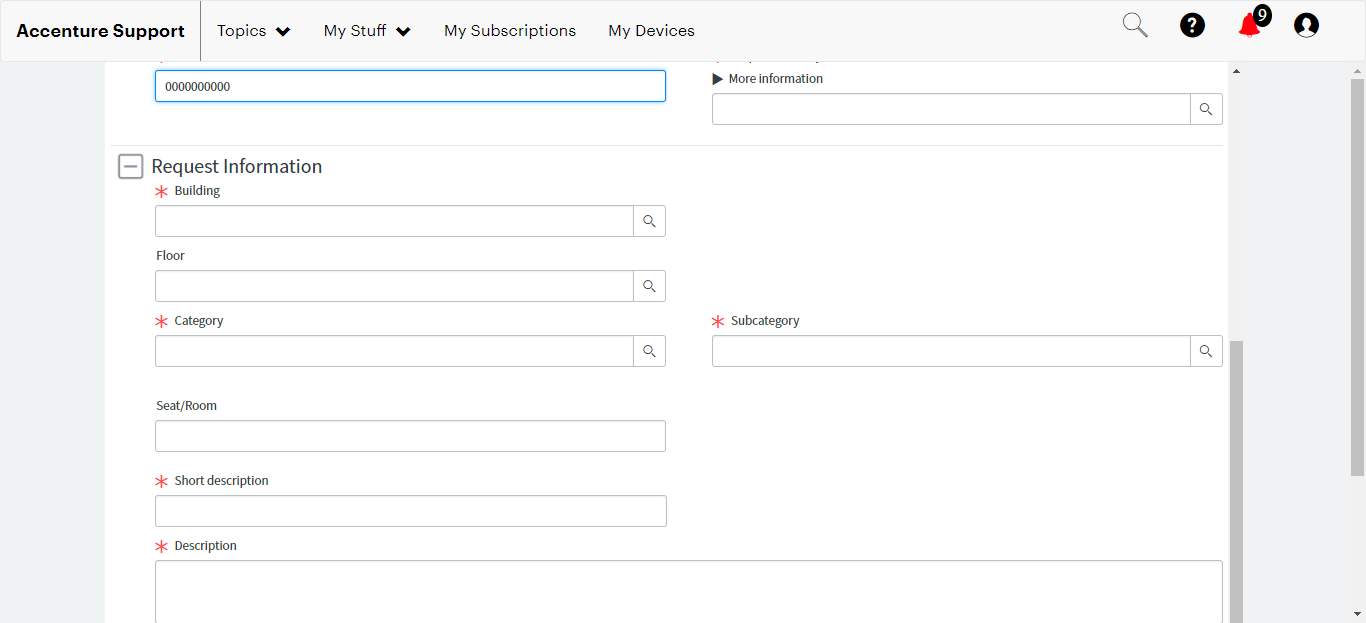 Accenture Support Topics My Stuff My Subscriptions My Devices 9
0000000000
More information
Request Information
* Building
Floor
* Category
* Subcategory
Seat/Room
* Short description
* Description